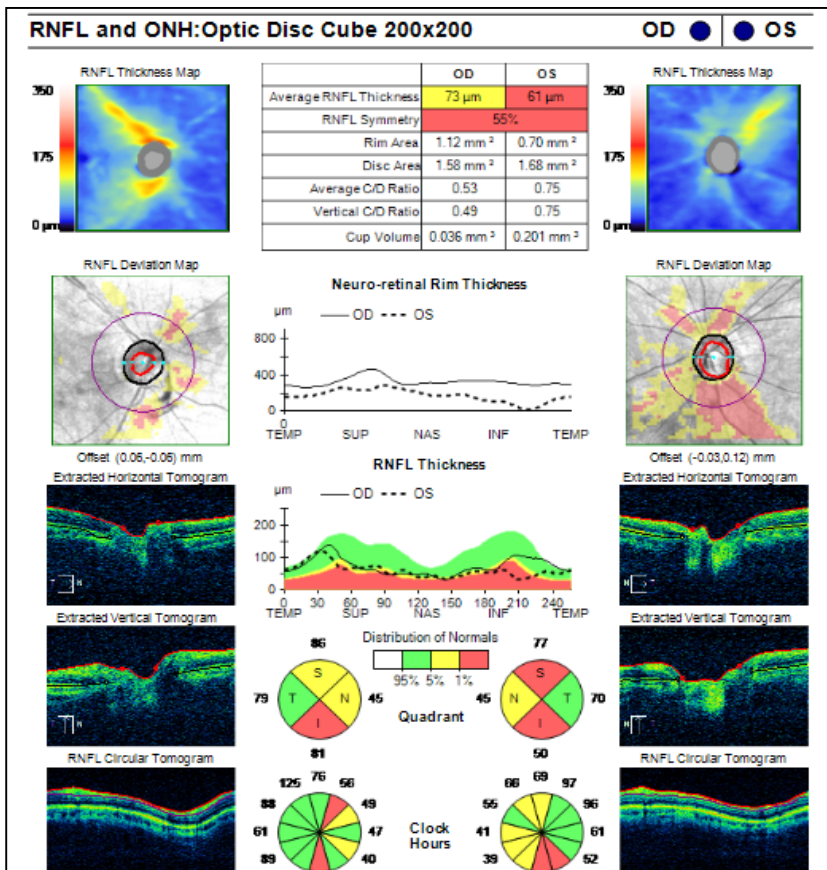 RNFL and ONH:Optic Disc Cube 200x200 OD OS
RNFL Thickness Map
350
175
0 µm
OD OS
Average RNFL Thickness 73 µm 61 µm
RNFL Symmetry 55%
Rim Area 1.12 mm² 0.70 mm²
Disc Area 1.58 mm² 1.68 mm²
Average C/D Ratio 0.53 0.75
Vertical C/D Ratio 0.49 0.75
Cup Volume 0.036 mm³ 0.201 mm³
RNFL Thickness Map
350
175
0 µm
RNFL Deviation Map
Offset (0.06,-0.06) mm
Neuro-retinal Rim Thickness
µm OD OS
800
400
0
0
TEMP SUP NAS INF TEMP
RNFL Deviation Map
Offset (-0.03,0.12) mm
Extracted Horizontal Tomogram
RNFL Thickness
µm OD OS
200
100
0
0 30 60 90 120 150 180 210 240
TEMP SUP NAS INF TEMP
Extracted Horizontal Tomogram
Extracted Vertical Tomogram
Distribution of Normals
95% 5% 1%
Extracted Vertical Tomogram
86
S
79 T N 45
I
81
Quadrant
77
S
45 N T 70
I
50
RNFL Circular Tomogram
76
125 56
88 49
61 47
89 40
Clock
Hours
69
66 97
55 96
41 61
39 52
RNFL Circular Tomogram